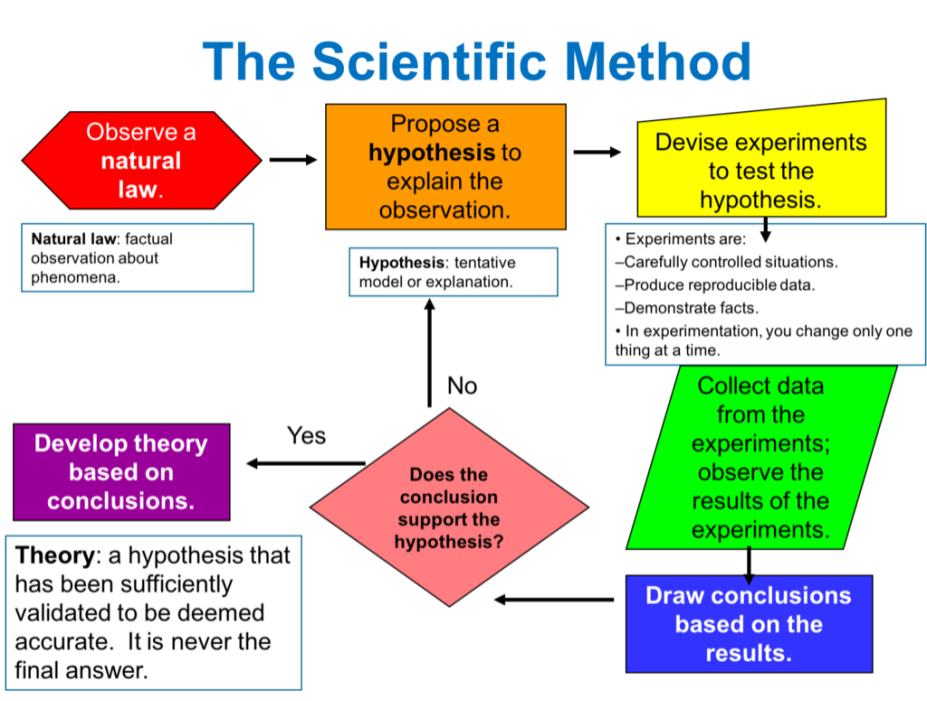 The Scientific Method
Observe a
natural
law.
Natural law: factual
observation about
phenomena.
Propose a
hypothesis to
explain the
observation.
Hypothesis: tentative
model or explanation.
Devise experiments
to test the
hypothesis.
• Experiments are:
–Carefully controlled situations.
–Produce reproducible data.
–Demonstrate facts.
• In experimentation, you change only one
thing at a time.
Collect data
from the
experiments;
observe the
results of the
experiments.
Draw conclusions
based on the
results.
Does the
conclusion
support the
hypothesis?
No
Yes
Develop theory
based on
conclusions.
Theory: a hypothesis that
has been sufficiently
validated to be deemed
accurate. It is never the
final answer.